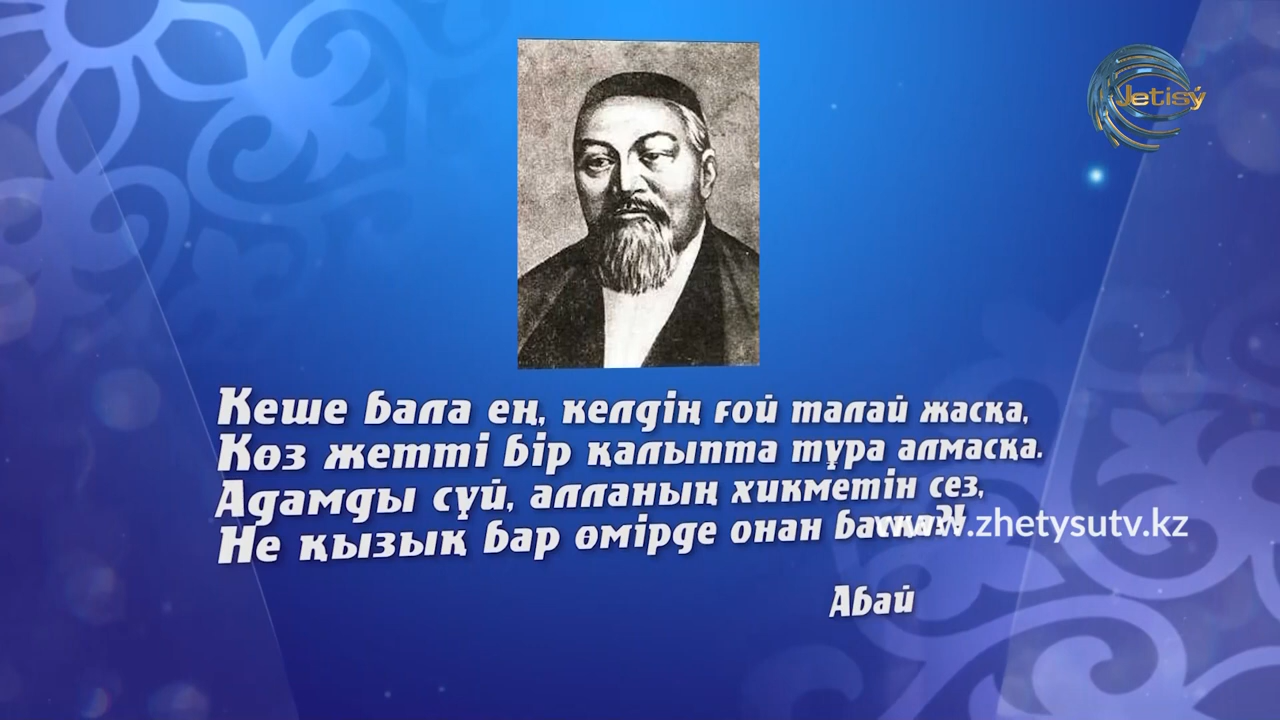 Jetisý
Кеше бала ең, келдің ғой талай жасқа,
Көз жетті бір қалыпта тұра алмасқа.
Адамды сүй, алланың хикметін сез,
Не қызық бар өмірде онан басқа?!
www.zhetysutv.kz
Абай